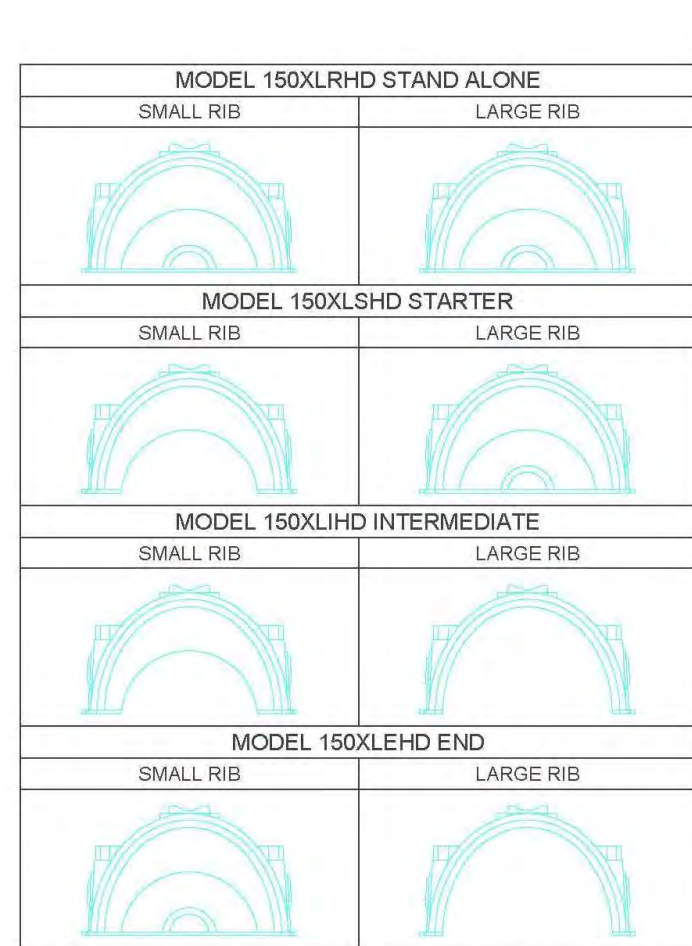 MODEL 150XLRHD STAND ALONE
SMALL RIB LARGE RIB
MODEL 150XLSHD STARTER
SMALL RIB LARGE RIB
MODEL 150XLIHD INTERMEDIATE
SMALL RIB LARGE RIB
MODEL 150XLEHD END
SMALL RIB LARGE RIB